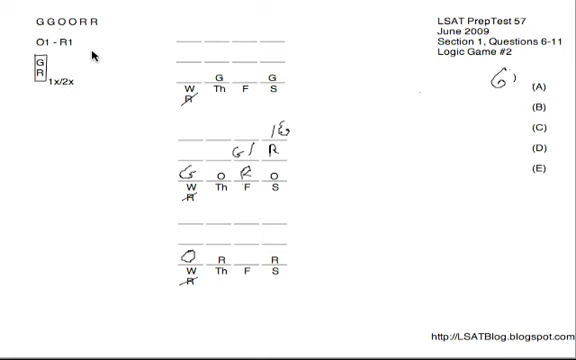 G G O O R R
O1 - R1
G
R
1x/2x
LSAT PrepTest 57
June 2009
Section 1, Questions 6-11
Logic Game #2
6)
(A)
(B)
(C)
(D)
(E)
G G
W Th F S
R
/G
G/ R
G O R O
W Th F S
R
O R R
W Th F S
R
http://LSATBlog.blogspot.com